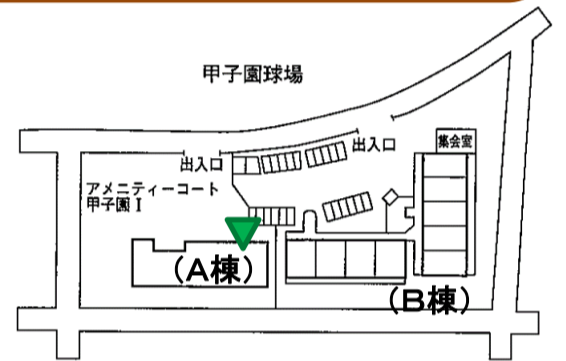 甲子園球場
出入口
出入口
集会室
アメニティーコート
甲子園Ⅰ
(A棟)
(B棟)